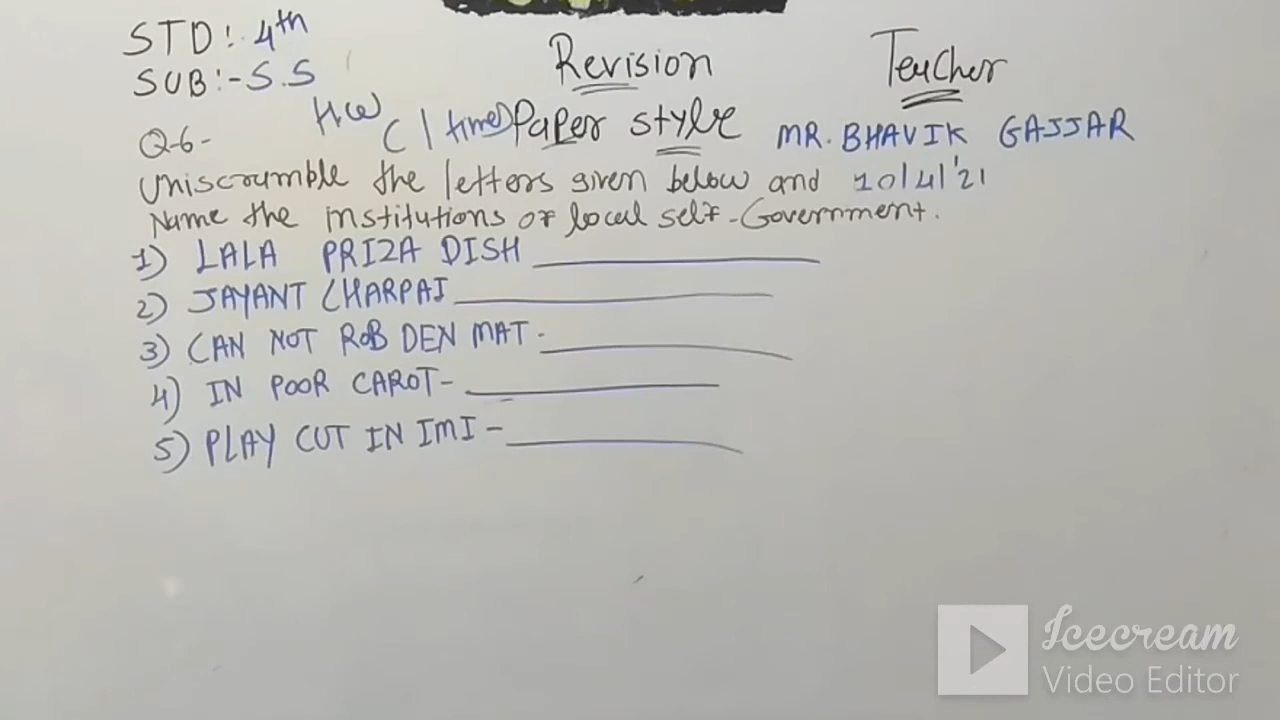 STD: 4th
SUB:- S.S
Revision
Teacher
H.W
(1 time) Paper style
MR. BHAVIK GAJJAR
Q-6-
Uniscrumble the letters given below and
10/4/'21
Name the institutions of local self-Government.
1) LALA PRIZA DISH
2) JAYANT CHARPAI
3) CAN NOT ROB DEN MAT -
4) IN POOR CAROT -
5) PLAY CUT IN IMI -
Icecream
Video Editor